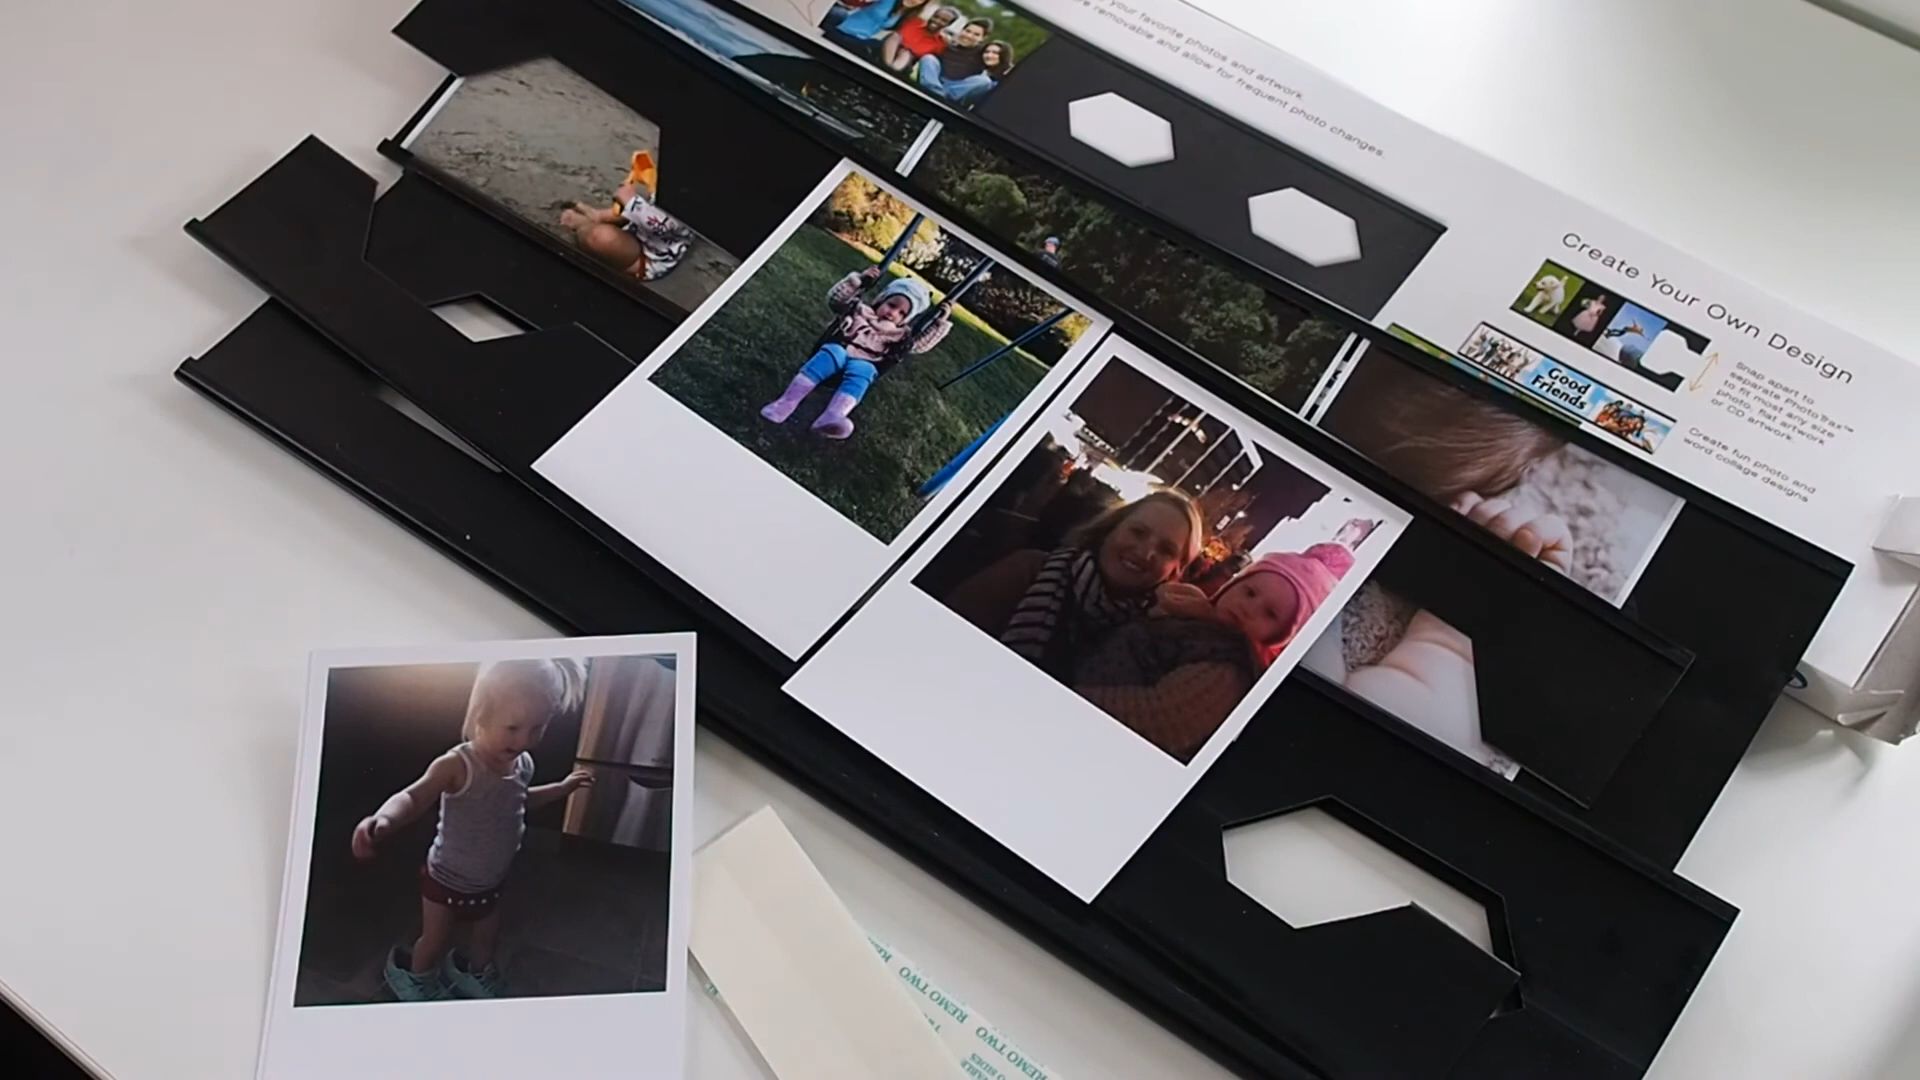 your favorite photos and artwork.
removable and allow for frequent photo changes.
Create Your Own Design
Snap apart to
separate PhotoTrax™
to fit most any size
photo, flat artwork
or CD artwork.
Good
Friends
Create fun photo and
word collage designs
REMO TWO REMO TWO
REMO TWO